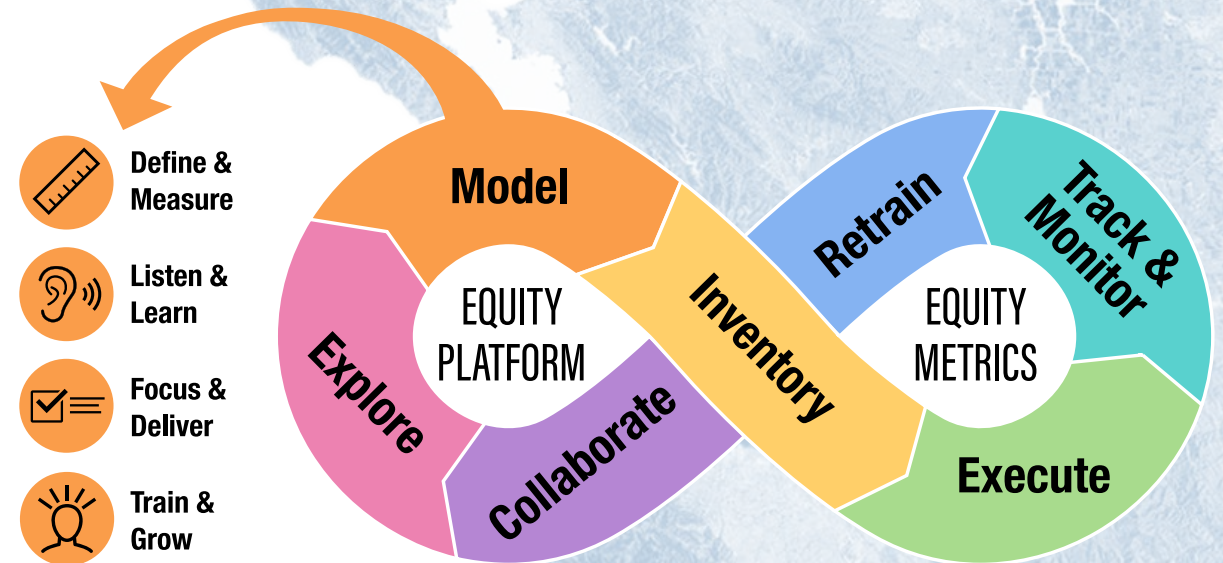 Define &
Measure
Listen &
Learn
Focus &
Deliver
Train &
Grow
Model
Explore
Collaborate
EQUITY
PLATFORM
Inventory
Retrain
Track &
Monitor
EQUITY
METRICS
Execute